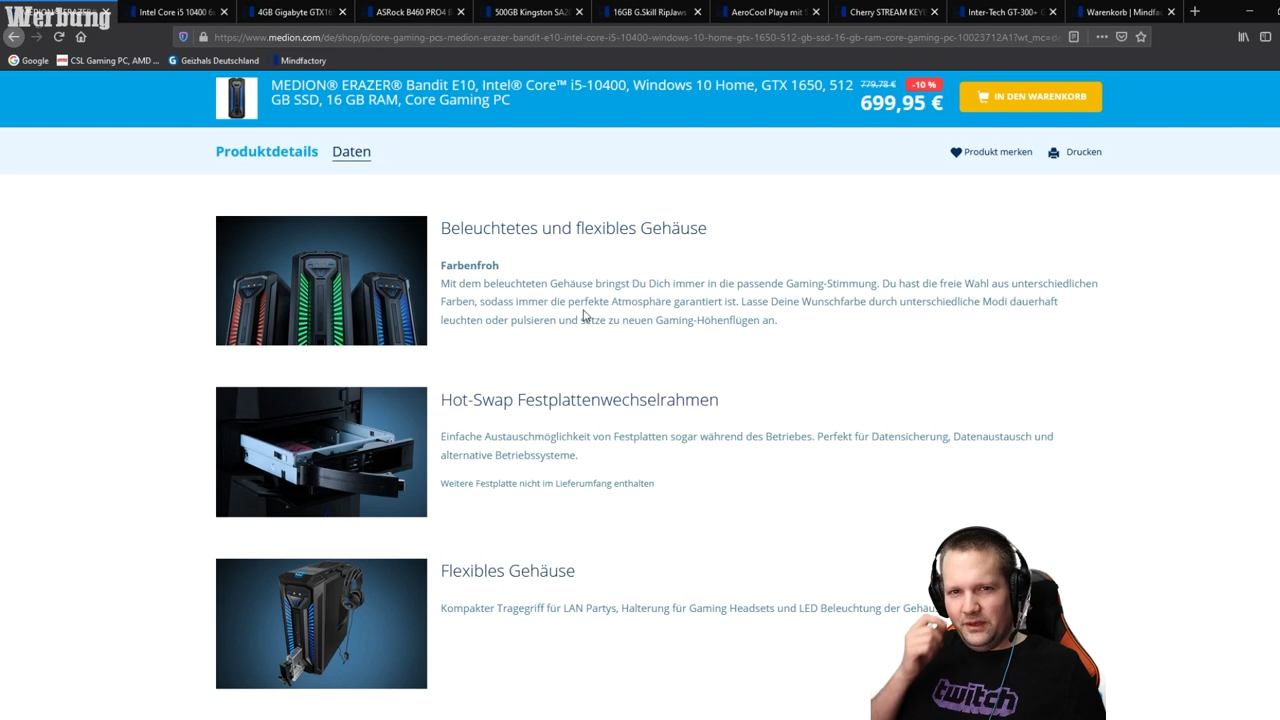 Werbung
Intel Core i5 10400 6
4GB Gigabyte GTX16
ASRock B460 PRO4 B
500GB Kingston SA20
16GB G.Skill RipJaws
AeroCool Playa mit S
Cherry STREAM KEY
Inter-Tech GT-300+
Warenkorb | Mindfac
https://www.medion.com/de/shop/p/core-gaming-pcs-medion-erazer-bandit-e10-intel-core-i5-10400-windows-10-home-gtx-1650-512-gb-ssd-16-gb-ram-core-gaming-pc-10023712A1?wt_mc=de
Google
CSL Gaming PC, AMD ...
Geizhals Deutschland
Mindfactory
MEDION® ERAZER® Bandit E10, Intel® Core™ i5-10400, Windows 10 Home, GTX 1650, 512
GB SSD, 16 GB RAM, Core Gaming PC
779,78 €
-10 %
699,95 €
IN DEN WARENKORB
Produktdetails
Daten
Produkt merken
Drucken
Beleuchtetes und flexibles Gehäuse
Farbenfroh
Mit dem beleuchteten Gehäuse bringst Du Dich immer in die passende Gaming-Stimmung. Du hast die freie Wahl aus unterschiedlichen
Farben, sodass immer die perfekte Atmosphäre garantiert ist. Lasse Deine Wunschfarbe durch unterschiedliche Modi dauerhaft
leuchten oder pulsieren und setze zu neuen Gaming-Höhenflügen an.
Hot-Swap Festplattenwechselrahmen
Einfache Austauschmöglichkeit von Festplatten sogar während des Betriebes. Perfekt für Datensicherung, Datenaustausch und
alternative Betriebssysteme.
Weitere Festplatte nicht im Lieferumfang enthalten
Flexibles Gehäuse
Kompakter Tragegriff für LAN Partys, Halterung für Gaming Headsets und LED Beleuchtung der Gehäu
twitch